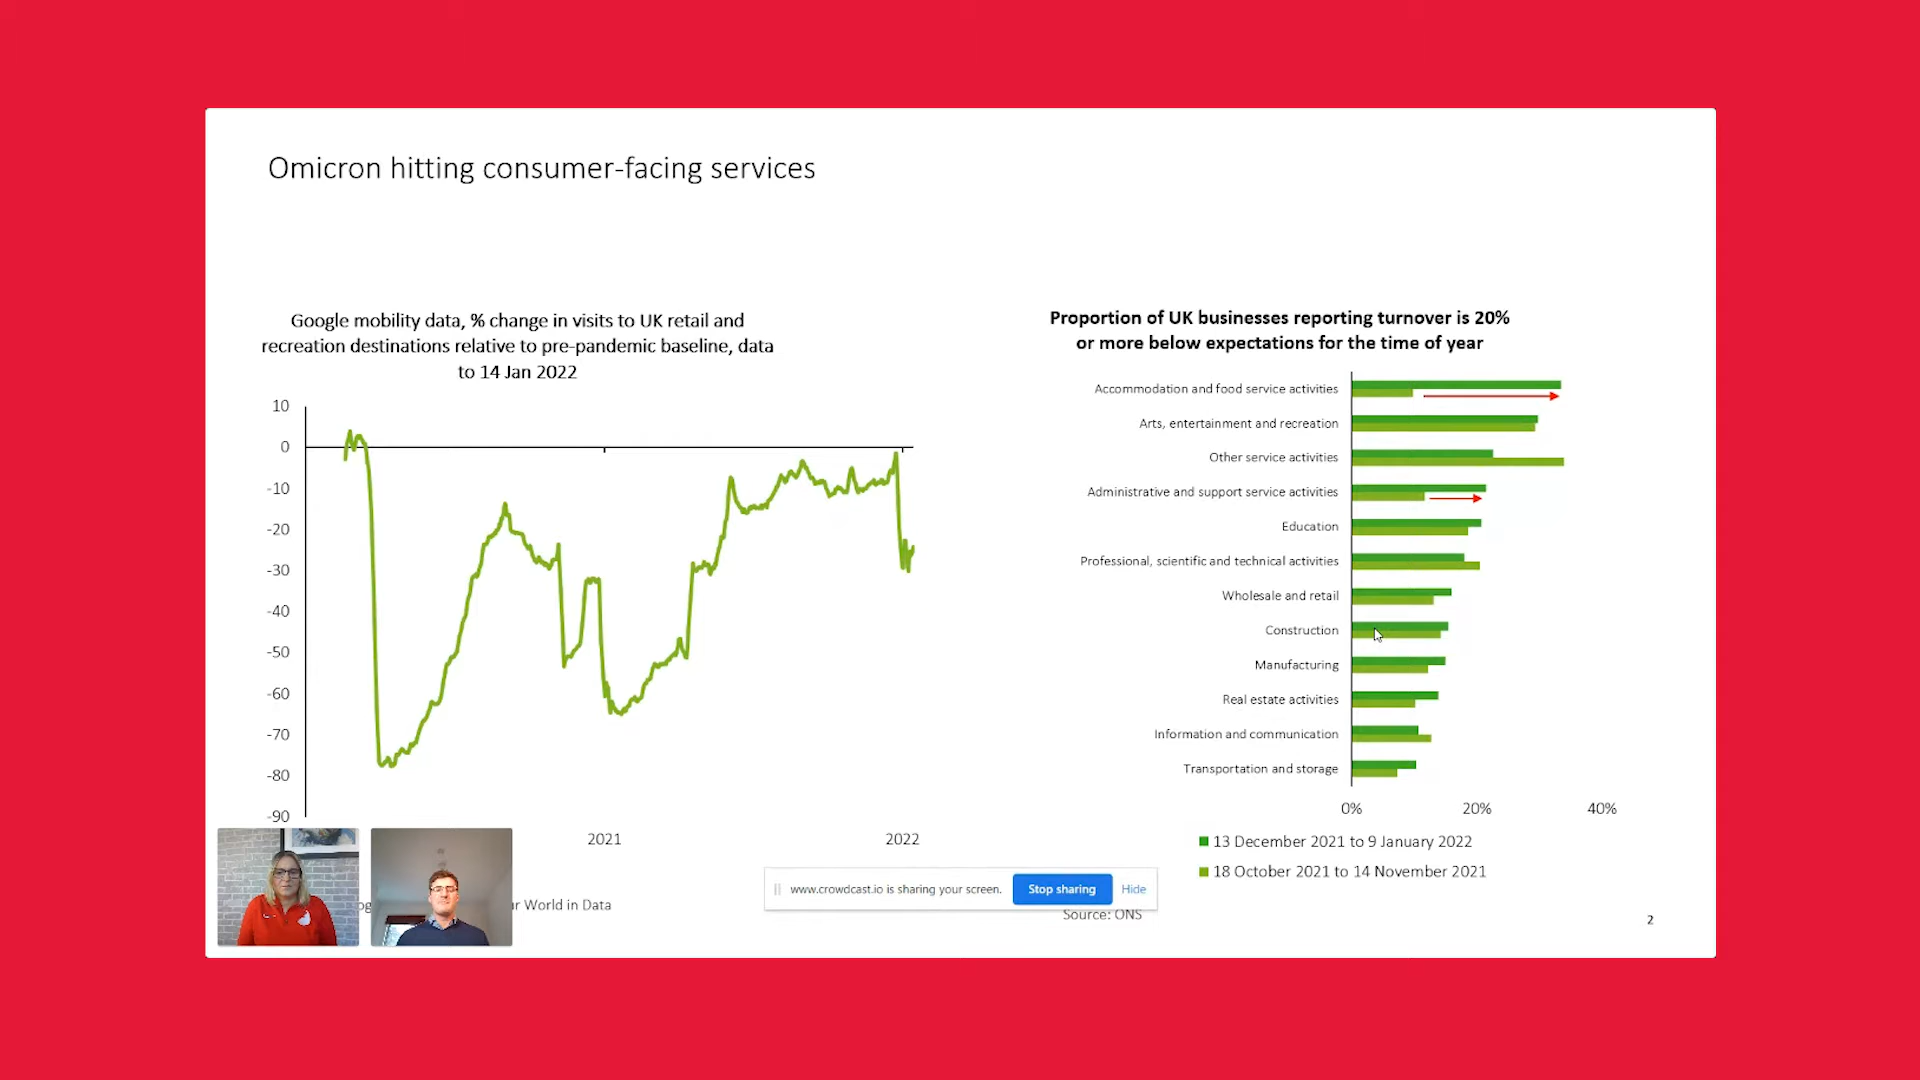 Omicron hitting consumer-facing services
Google mobility data, % change in visits to UK retail and
recreation destinations relative to pre-pandemic baseline, data
to 14 Jan 2022
10
0
-10
-20
-30
-40
-50
-60
-70
-80
-90
2021
2022
World in Data
Proportion of UK businesses reporting turnover is 20%
or more below expectations for the time of year
Accommodation and food service activities
Arts, entertainment and recreation
Other service activities
Administrative and support service activities
Education
Professional, scientific and technical activities
Wholesale and retail
Construction
Manufacturing
Real estate activities
Information and communication
Transportation and storage
0%
20%
40%
13 December 2021 to 9 January 2022
18 October 2021 to 14 November 2021
www.crowdcast.io is sharing your screen.
Stop sharing
Hide
Source: ONS
2